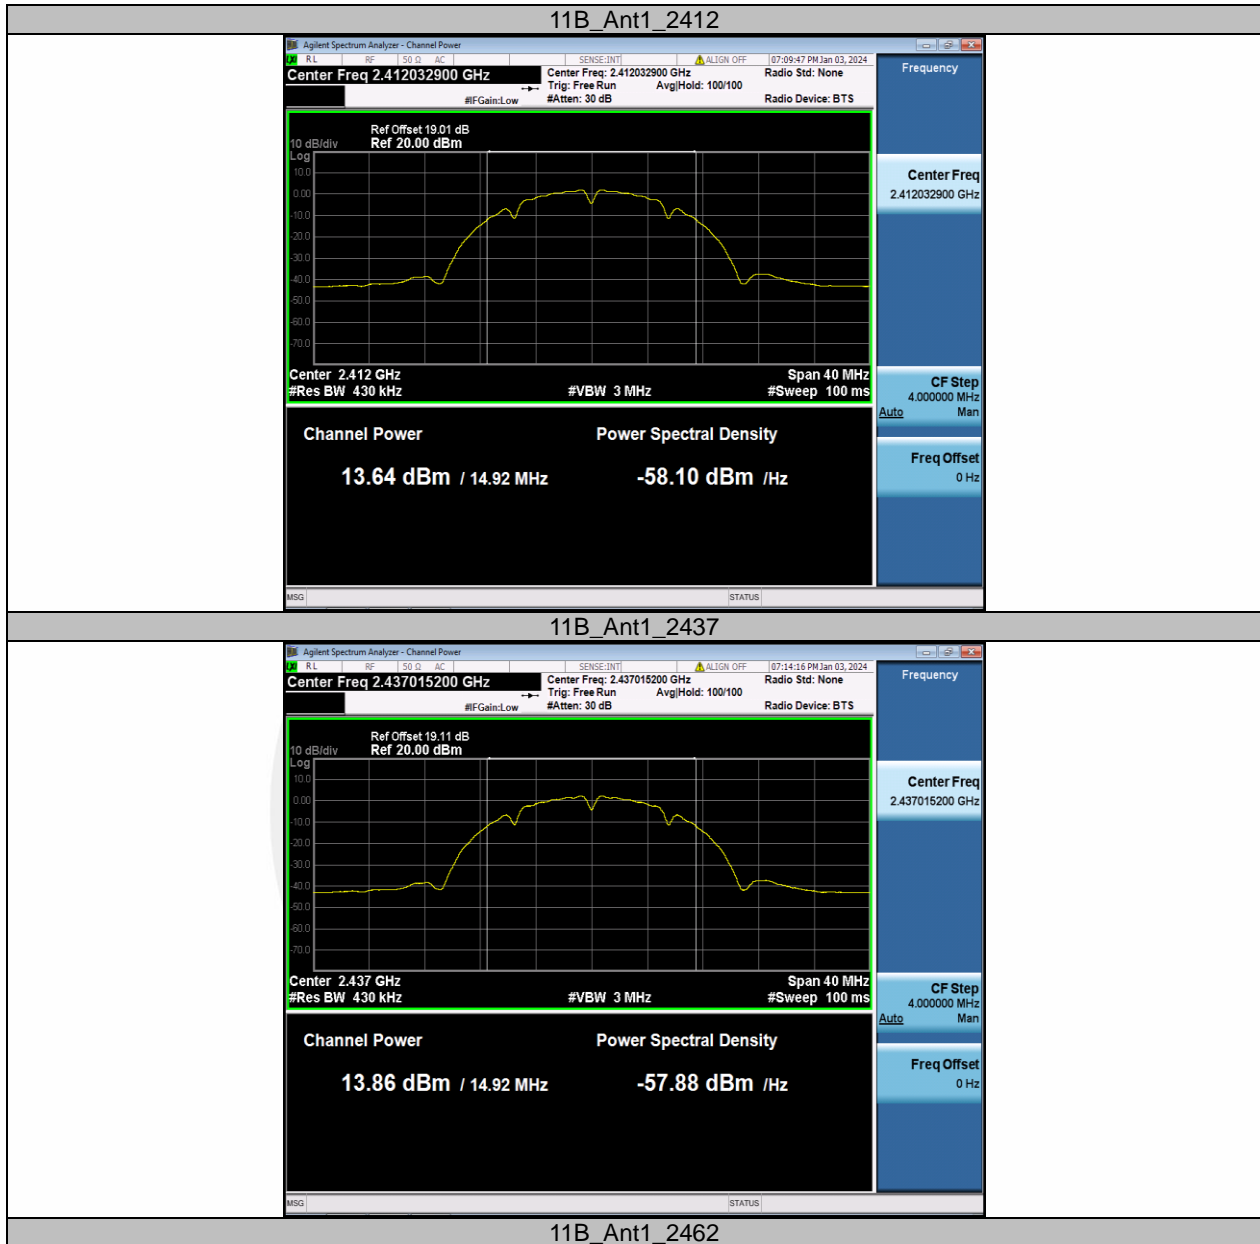 11B_Ant1_2412
Agilent Spectrum Analyzer - Channel Power
RL RF 50 Ω AC SENSE:INT ALIGN OFF 07:09:47 PM Jan 03, 2024
Center Freq 2.412032900 GHz
Center Freq: 2.412032900 GHz Radio Std: None
Trig: Free Run Avg|Hold: 100/100
#IFGain:Low #Atten: 30 dB Radio Device: BTS
Frequency
Ref Offset 19.01 dB
10 dB/div Ref 20.00 dBm
Log
10.0
0.00
-10.0
-20.0
-30.0
-40.0
-50.0
-60.0
-70.0
Center 2.412 GHz Span 40 MHz
#Res BW 430 kHz #VBW 3 MHz #Sweep 100 ms
Center Freq
2.412032900 GHz
CF Step
4.000000 MHz
Auto Man
Freq Offset
0 Hz
Channel Power Power Spectral Density
13.64 dBm / 14.92 MHz -58.10 dBm /Hz
MSG STATUS
11B_Ant1_2437
Agilent Spectrum Analyzer - Channel Power
RL RF 50 Ω AC SENSE:INT ALIGN OFF 07:14:16 PM Jan 03, 2024
Center Freq 2.437015200 GHz
Center Freq: 2.437015200 GHz Radio Std: None
Trig: Free Run Avg|Hold: 100/100
#IFGain:Low #Atten: 30 dB Radio Device: BTS
Frequency
Ref Offset 19.11 dB
10 dB/div Ref 20.00 dBm
Log
10.0
0.00
-10.0
-20.0
-30.0
-40.0
-50.0
-60.0
-70.0
Center 2.437 GHz Span 40 MHz
#Res BW 430 kHz #VBW 3 MHz #Sweep 100 ms
Center Freq
2.437015200 GHz
CF Step
4.000000 MHz
Auto Man
Freq Offset
0 Hz
Channel Power Power Spectral Density
13.86 dBm / 14.92 MHz -57.88 dBm /Hz
MSG STATUS
11B_Ant1_2462